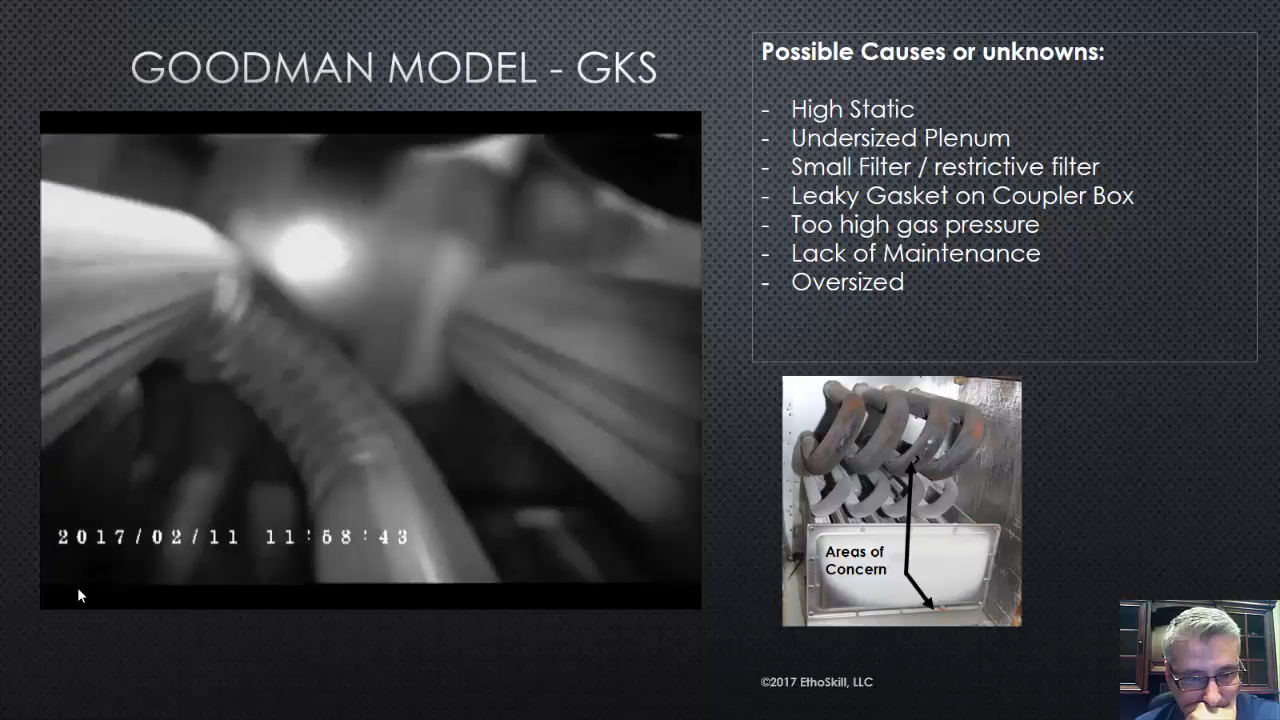 GOODMAN MODEL - GKS
Possible Causes or unknowns:
- High Static
- Undersized Plenum
- Small Filter / restrictive filter
- Leaky Gasket on Coupler Box
- Too high gas pressure
- Lack of Maintenance
- Oversized
2017/02/11 11:58:43
Areas of
Concern
©2017 EthoSkill, LLC